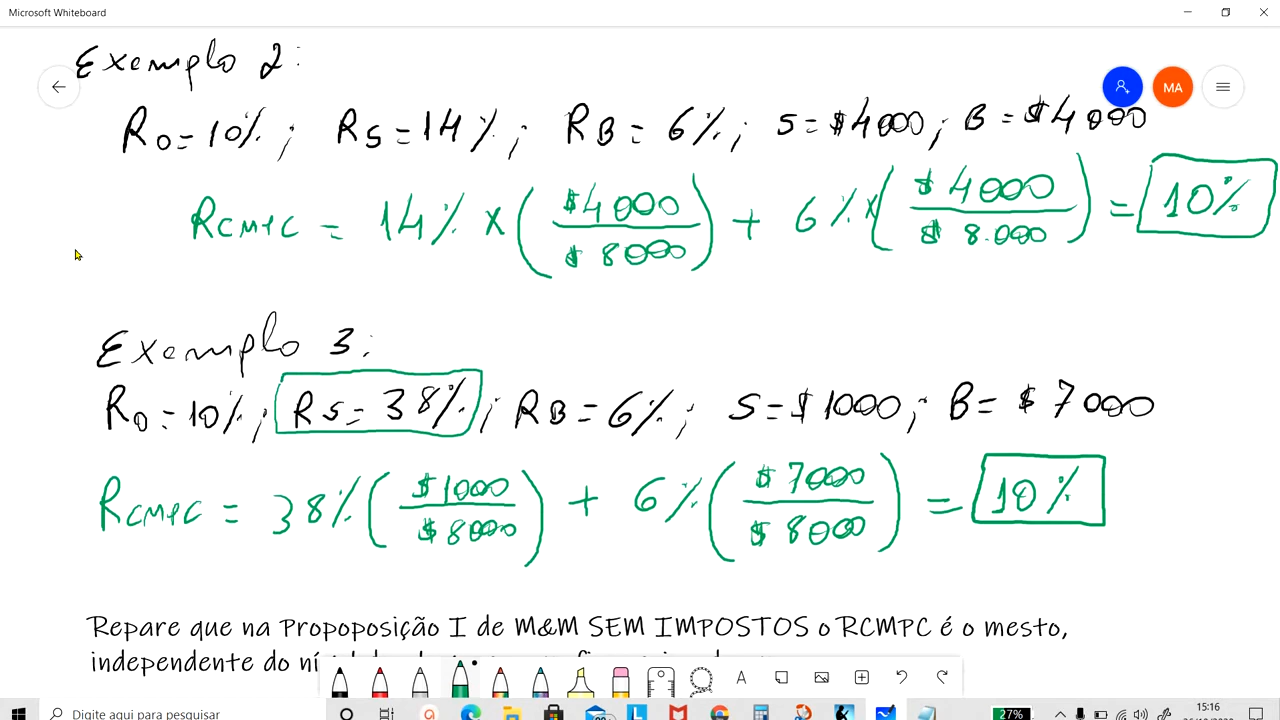 Microsoft Whiteboard
Exemplo 2:
MA
R0 = 10%; RS = 14%; RB = 6%; S = $4000; B = $4000
RCMPC = 14% x ($4000 / $8000) + 6% x ($4000 / $8.000) = 10%
Exemplo 3:
R0 = 10%; RS = 38%; RB = 6%; S = $1000; B = $7000
RCMPC = 38% ($1000 / $8000) + 6% ($7000 / $8000) = 10%
Repare que na Propoposição I de M&M SEM IMPOSTOS o RCMPC é o mesto,
independente do
A
Digite aqui para pesquisar
27%
15:16